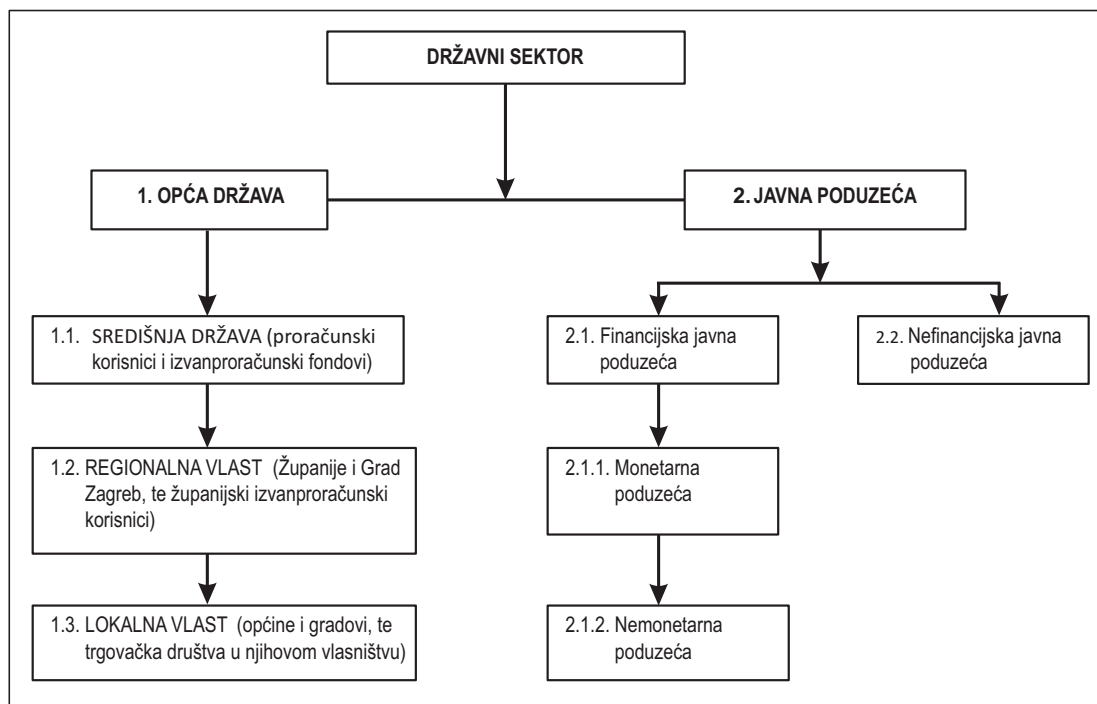 DRŽAVNI SEKTOR
1. OPĆA DRŽAVA
2. JAVNA PODUZEĆA
1.1. SREDIŠNJA DRŽAVA (proračunski
korisnici i izvanproračunski fondovi)
2.1. Financijska javna
poduzeća
2.2. Nefinancijska javna
poduzeća
1.2. REGIONALNA VLAST (Županije i Grad
Zagreb, te županijski izvanproračunski
korisnici)
2.1.1. Monetarna
poduzeća
1.3. LOKALNA VLAST (općine i gradovi, te
trgovačka društva u njihovom vlasništvu)
2.1.2. Nemonetarna
poduzeća